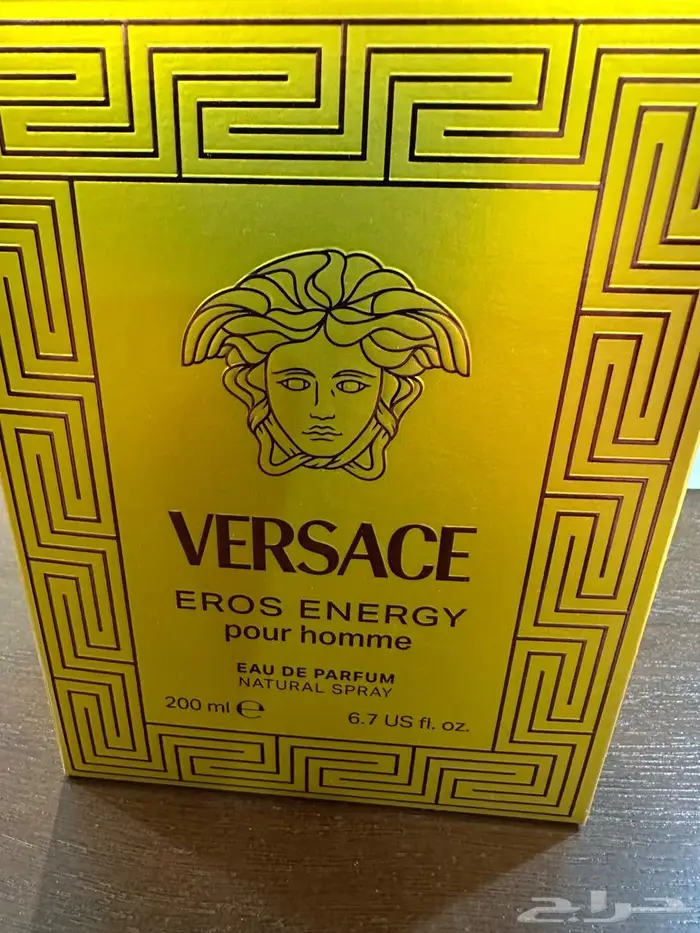 VERSACE
EROS ENERGY
pour homme
EAU DE PARFUM
NATURAL SPRAY
200 ml ℮
6.7 US fl. oz.
حراج